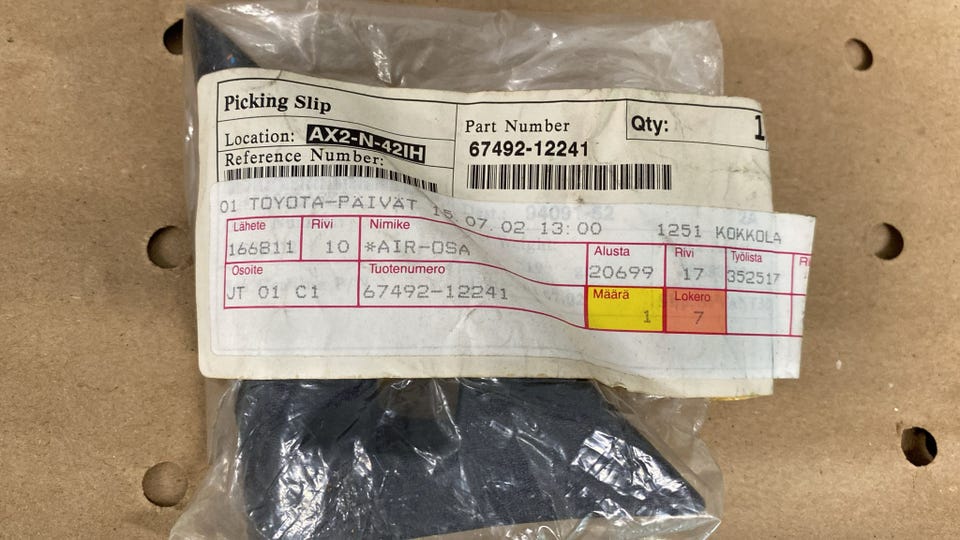 Picking Slip
Location: AX2-N-42IH
Reference Number:
Part Number
67492-12241
Qty: 1
01 TOYOTA-PÄIVÄT 15.07.02 13:00 1251 KOKKOLA
Lähete Rivi Nimike
166811 10 *AIR-OSA
Alusta Rivi Työlista
20699 17 352517
Osoite Tuotenumero
JT 01 C1 67492-12241
Määrä Lokero
1 7